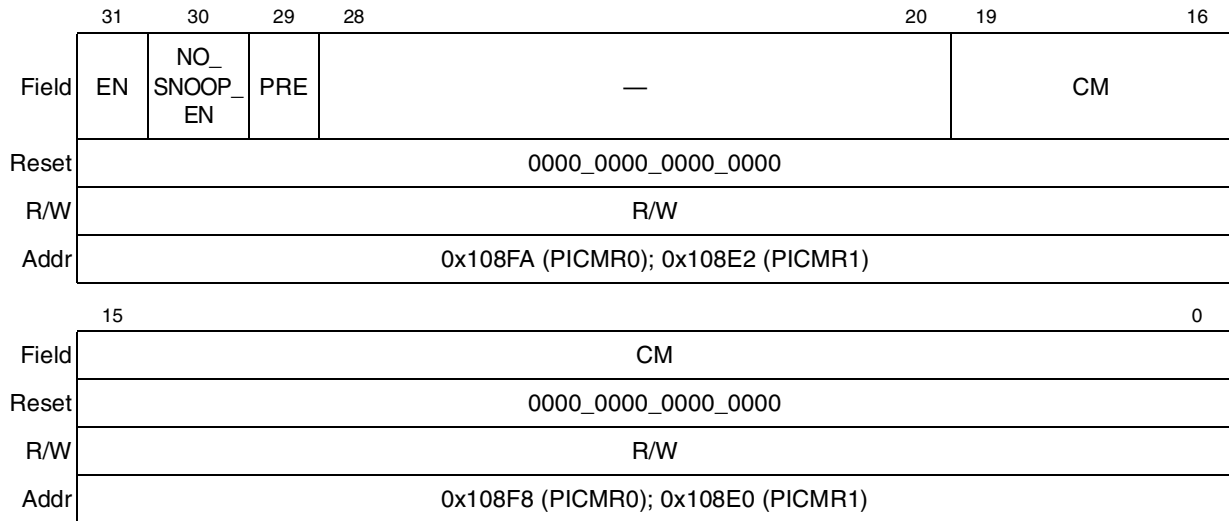 31 30 29 28 20 19 16
Field EN NO_ SNOOP_ EN PRE — CM
Reset 0000_0000_0000_0000
R/W R/W
Addr 0x108FA (PICMR0); 0x108E2 (PICMR1)
15 0
Field CM
Reset 0000_0000_0000_0000
R/W R/W
Addr 0x108F8 (PICMR0); 0x108E0 (PICMR1)